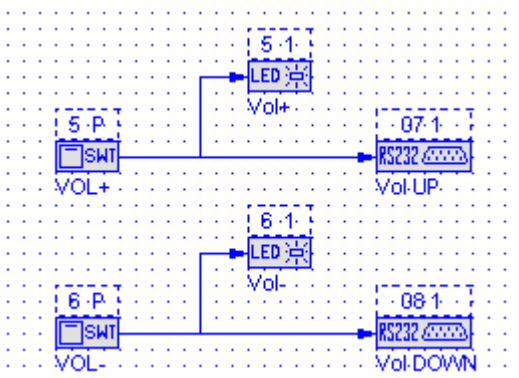 5 1
LED
Vol+
5 P
SWT
VOL+
07 1
RS232
Vol UP
6 1
LED
Vol-
6 P
SWT
VOL-
08 1
RS232
Vol DOWN